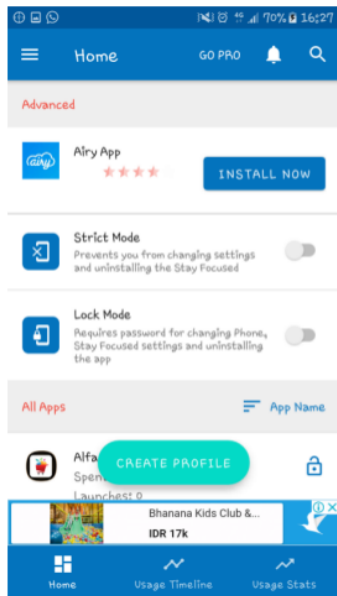 70% 16:27
Home GO PRO
Advanced
airy
Airy App
INSTALL NOW
Strict Mode
Prevents you from changing settings
and uninstalling the Stay Focused
Lock Mode
Requires password for changing Phone,
Stay Focused settings and uninstalling
the app
All Apps App Name
Alfa
CREATE PROFILE
Spen
Launches: 0
Bhanana Kids Club &...
IDR 17k
Home Usage Timeline Usage Stats